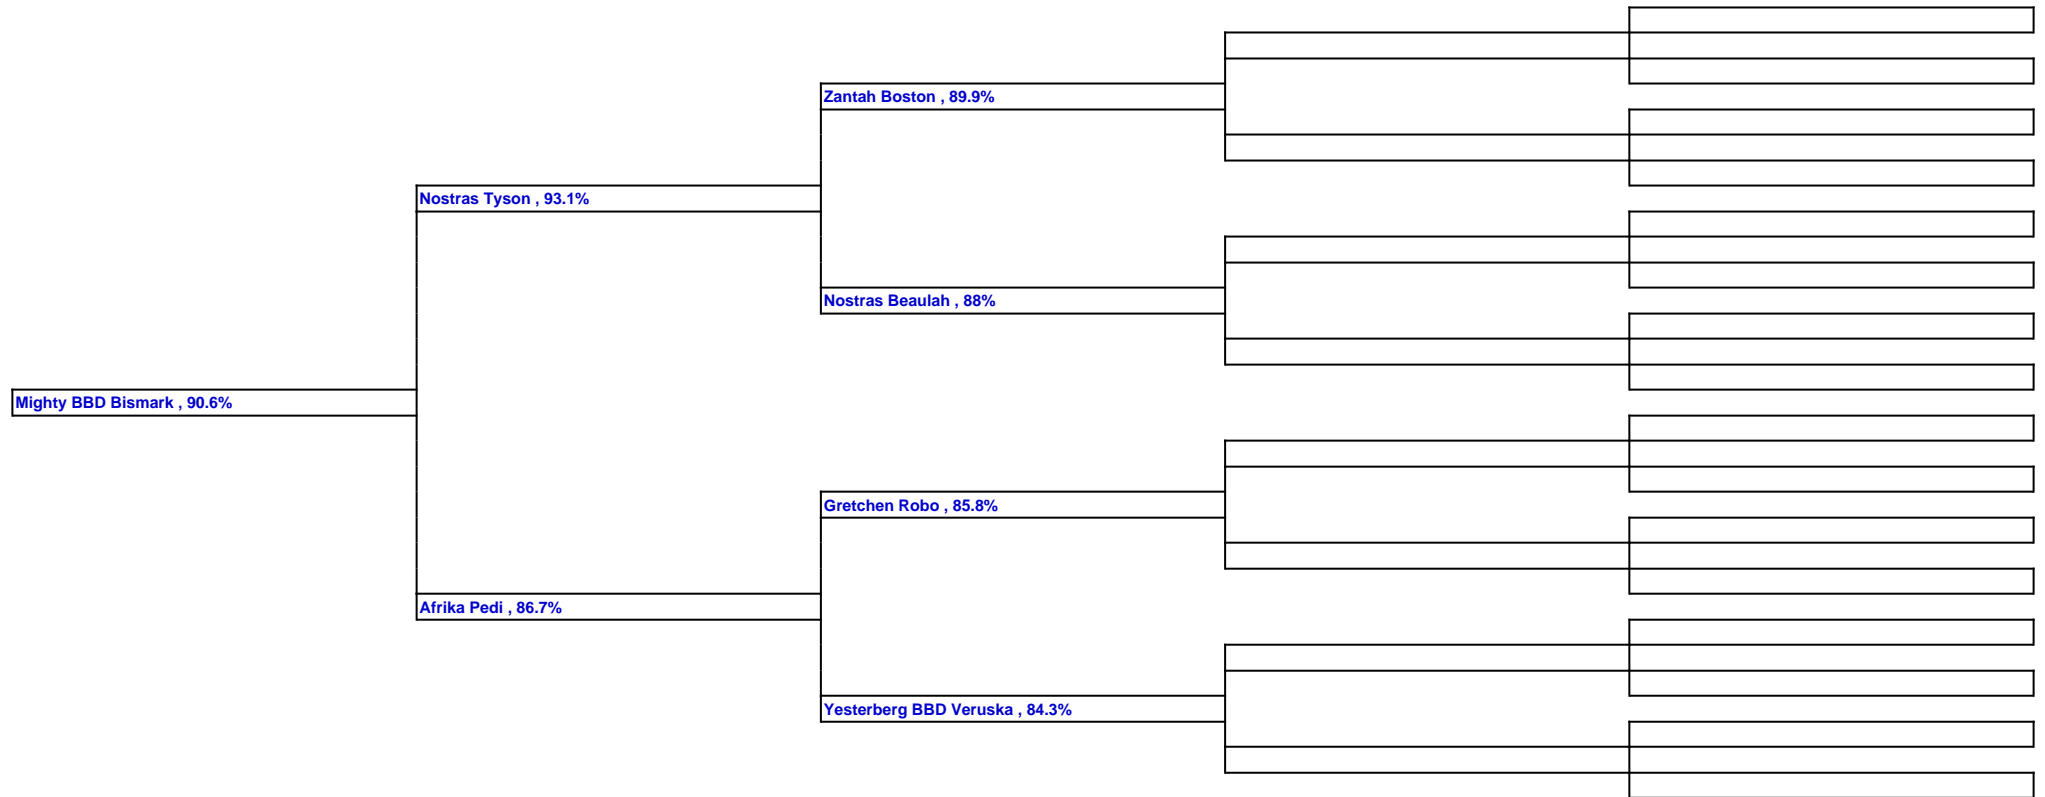 Zantah Boston , 89.9%
Nostras Tyson , 93.1%
Nostras Beaulah , 88%
Mighty BBD Bismark , 90.6%
Gretchen Robo , 85.8%
Afrika Pedi , 86.7%
Yesterberg BBD Veruska , 84.3%